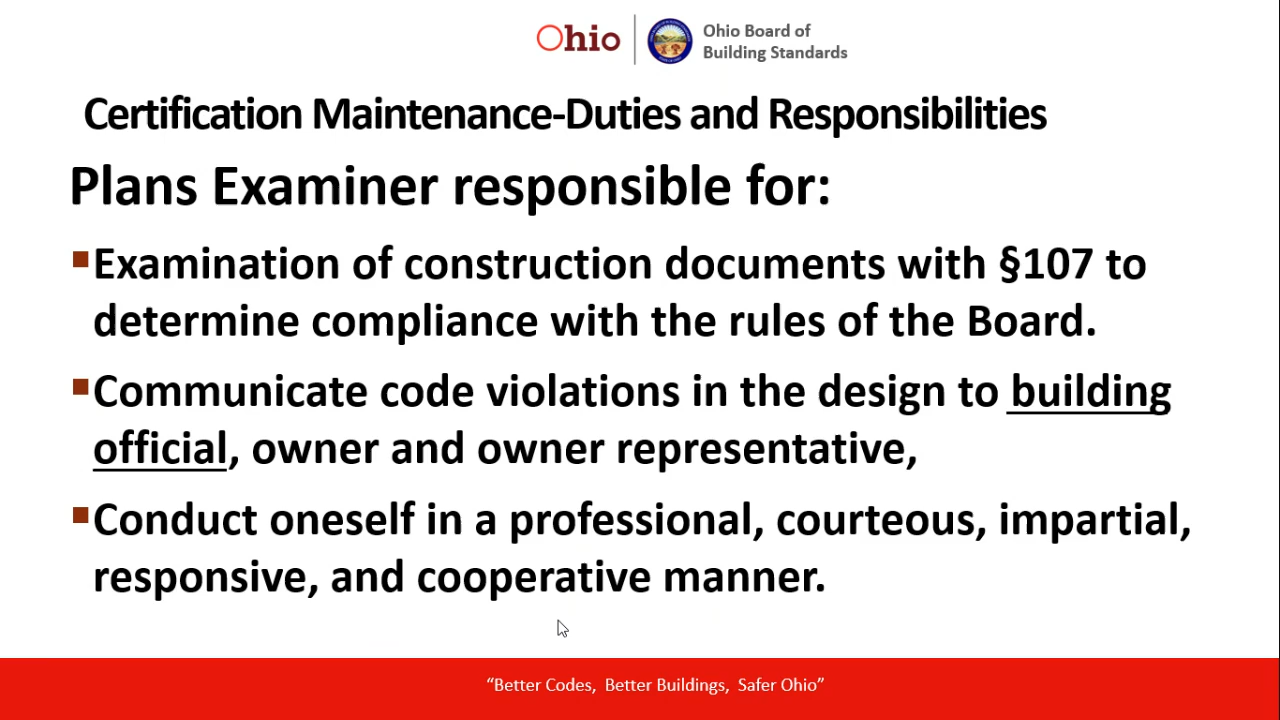 Ohio
Ohio Board of
Building Standards
Certification Maintenance-Duties and Responsibilities
Plans Examiner responsible for:
▪Examination of construction documents with §107 to
determine compliance with the rules of the Board.
▪Communicate code violations in the design to building
official, owner and owner representative,
▪Conduct oneself in a professional, courteous, impartial,
responsive, and cooperative manner.
“Better Codes, Better Buildings, Safer Ohio”